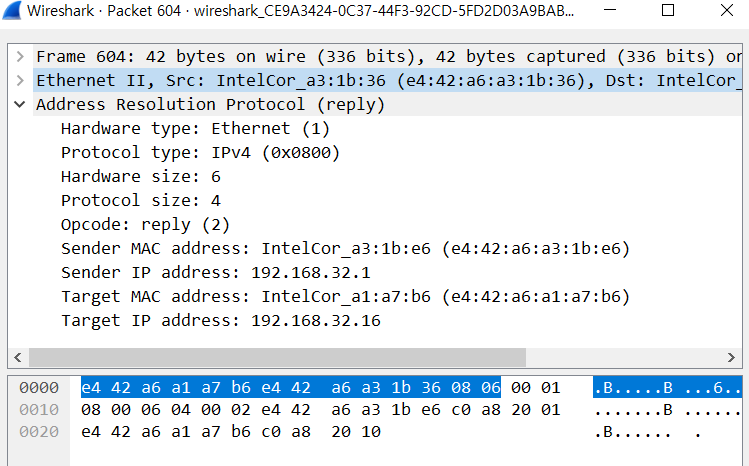 Wireshark · Packet 604 · wireshark_CE9A3424-0C37-44F3-92CD-5FD2D03A9BAB...
Frame 604: 42 bytes on wire (336 bits), 42 bytes captured (336 bits) on
Ethernet II, Src: IntelCor_a3:1b:36 (e4:42:a6:a3:1b:36), Dst: IntelCor_
Address Resolution Protocol (reply)
Hardware type: Ethernet (1)
Protocol type: IPv4 (0x0800)
Hardware size: 6
Protocol size: 4
Opcode: reply (2)
Sender MAC address: IntelCor_a3:1b:e6 (e4:42:a6:a3:1b:e6)
Sender IP address: 192.168.32.1
Target MAC address: IntelCor_a1:a7:b6 (e4:42:a6:a1:a7:b6)
Target IP address: 192.168.32.16
0000 e4 42 a6 a1 a7 b6 e4 42 a6 a3 1b 36 08 06 00 01 .B.....B ...6..
0010 08 00 06 04 00 02 e4 42 a6 a3 1b e6 c0 a8 20 01 .......B ......
0020 e4 42 a6 a1 a7 b6 c0 a8 20 10 .B...... .